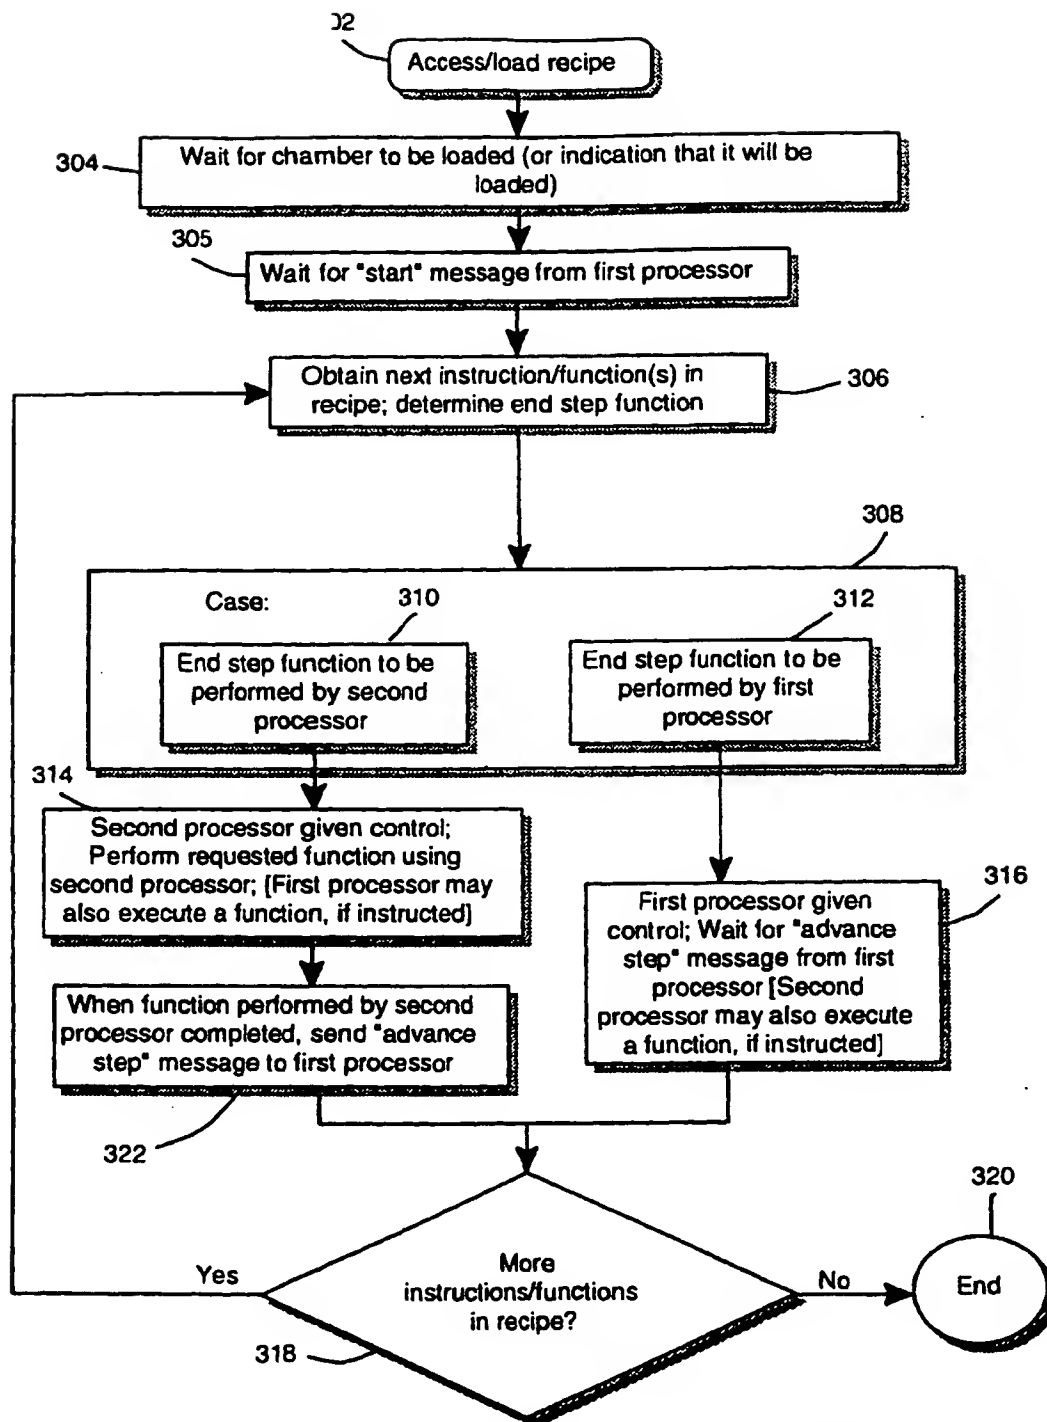 02
Access/load recipe
304
Wait for chamber to be loaded (or indication that it will be
loaded)
305
Wait for "start" message from first processor
Obtain next instruction/function(s) in
recipe; determine end step function
306
308
Case:
310
312
End step function to be
performed by second
processor
End step function to be
performed by first
processor
314
Second processor given control;
Perform requested function using
second processor; [First processor may
also execute a function, if instructed]
316
First processor given
control; Wait for "advance
step" message from first
processor [Second
processor may also execute
a function, if instructed]
When function performed by second
processor completed, send "advance
step" message to first processor
322
320
Yes
More
instructions/functions
in recipe?
No
End
318